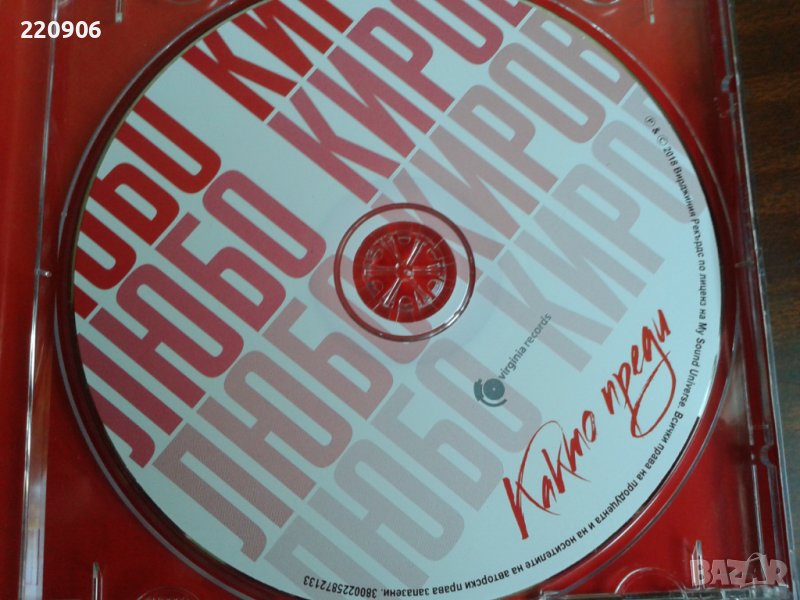 220906
ЛЮБО КИРОВ
ЛЮБО КИРОВ
ЛЮБО КИРОВ
ЛЮБО КИРОВ
virginia records
Както преди
℗ & © 2018 Вирджиния Рекърдс по лиценз на My Sound Universe. Всички права на продуцента и на носителите на авторски права запазени. 3800225872133
BAZAR